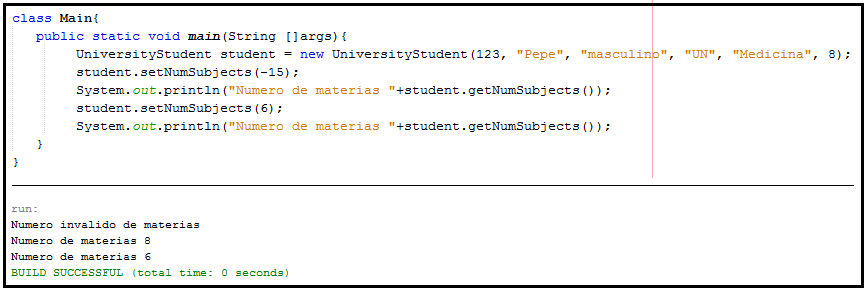 class Main{
public static void main(String []args){
UniversityStudent student = new UniversityStudent(123, "Pepe", "masculino", "UN", "Medicina", 8);
student.setNumSubjects(-15);
System.out.println("Numero de materias "+student.getNumSubjects());
student.setNumSubjects(6);
System.out.println("Numero de materias "+student.getNumSubjects());
}
}
run:
Numero invalido de materias
Numero de materias 8
Numero de materias 6
BUILD SUCCESSFUL (total time: 0 seconds)